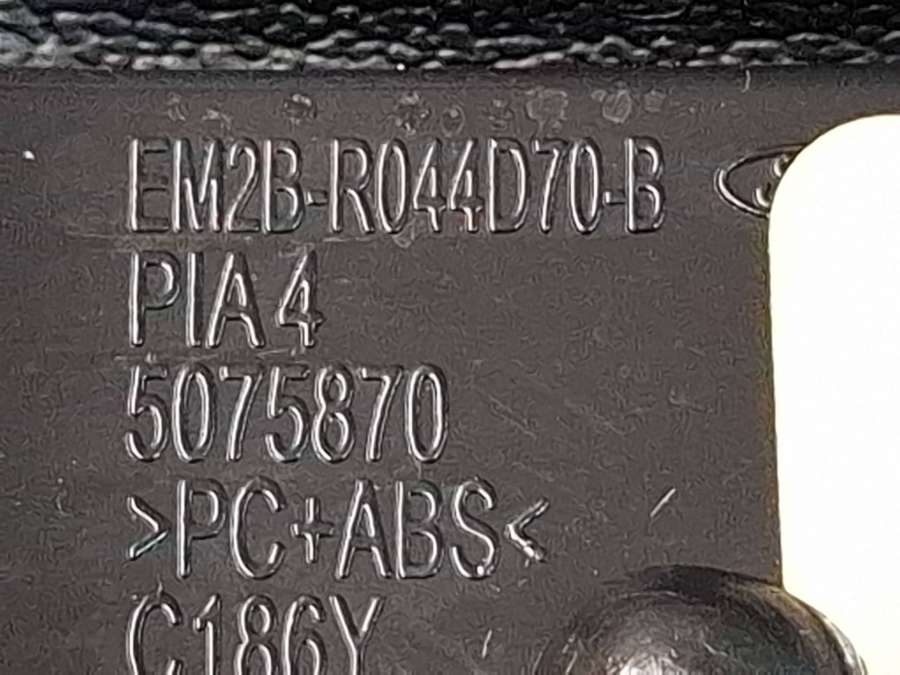 EM2B-R044D70-B
PIA 4
5075870
>PC+ABS<
C186Y